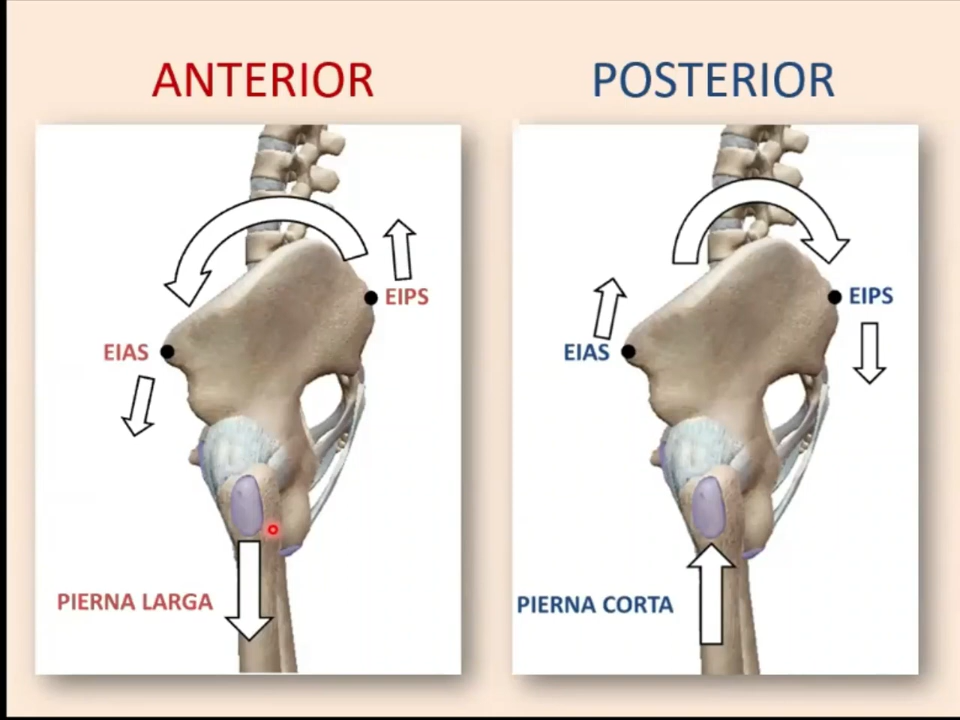 ANTERIOR
EIPS
EIAS
PIERNA LARGA
POSTERIOR
EIPS
EIAS
PIERNA CORTA